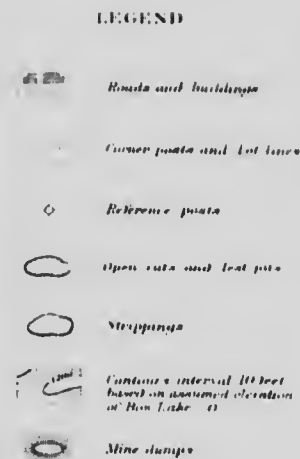 LEGEND
Roads and buildings
Corner posts and Lot lines
Reference posts
Open cuts and Test pits
Strippings
Contours interval 10 feet
based on assumed elevation
of Bow Lake
Mine dumps